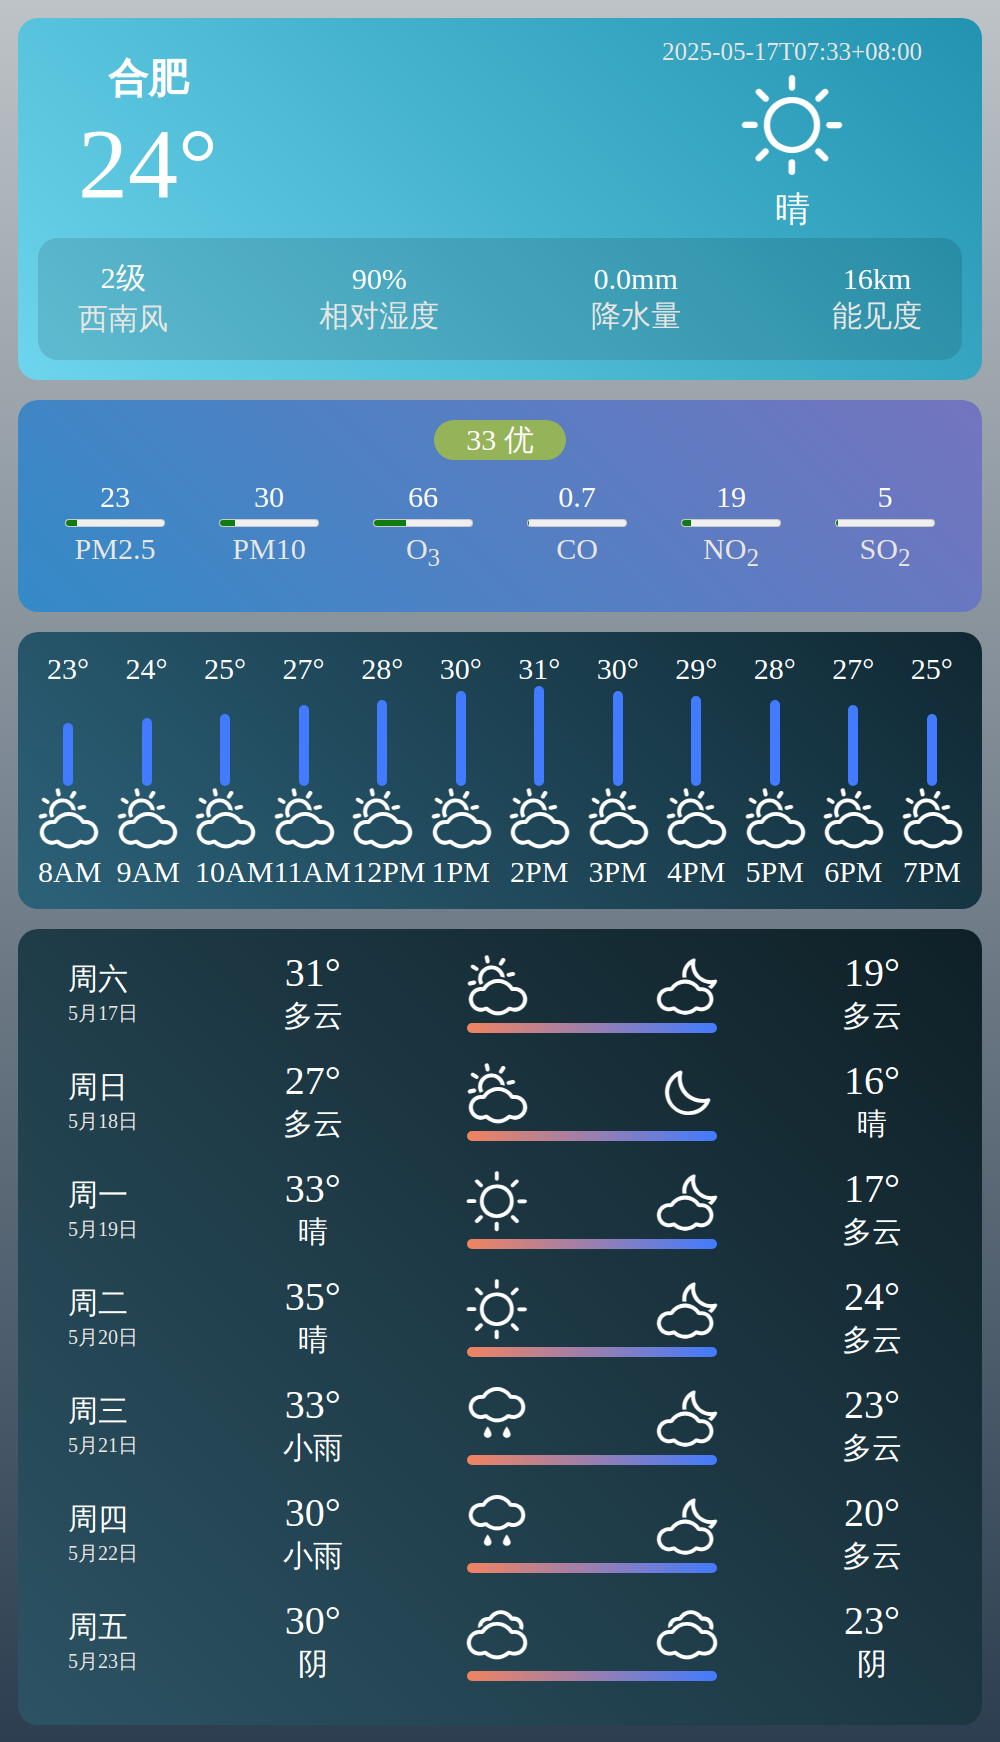 合肥
24°
2025-05-17T07:33+08:00
晴
2级 90% 0.0mm 16km
西南风 相对湿度 降水量 能见度
33 优
23 30 66 0.7 19 5
PM2.5 PM10 O3 CO NO2 SO2
23° 24° 25° 27° 28° 30° 31° 30° 29° 28° 27° 25°
8AM 9AM 10AM 11AM 12PM 1PM 2PM 3PM 4PM 5PM 6PM 7PM
周六 31° 19°
5月17日 多云 多云
周日 27° 16°
5月18日 多云 晴
周一 33° 17°
5月19日 晴 多云
周二 35° 24°
5月20日 晴 多云
周三 33° 23°
5月21日 小雨 多云
周四 30° 20°
5月22日 小雨 多云
周五 30° 23°
5月23日 阴 阴